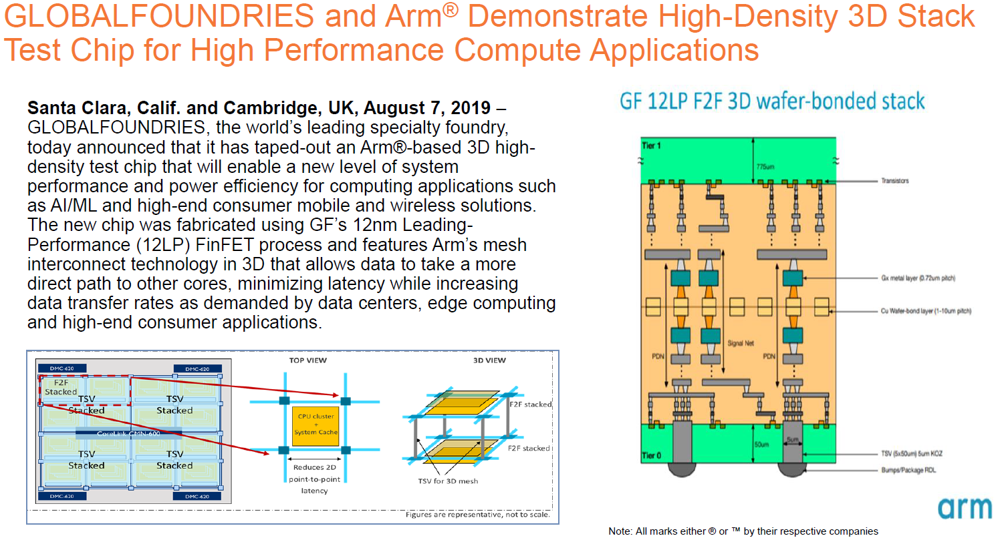 GLOBALFOUNDRIES and Arm® Demonstrate High-Density 3D Stack
Test Chip for High Performance Compute Applications
Santa Clara, Calif. and Cambridge, UK, August 7, 2019 –
GLOBALFOUNDRIES, the world’s leading specialty foundry,
today announced that it has taped-out an Arm®-based 3D high-
density test chip that will enable a new level of system
performance and power efficiency for computing applications such
as AI/ML and high-end consumer mobile and wireless solutions.
The new chip was fabricated using GF’s 12nm Leading-
Performance (12LP) FinFET process and features Arm’s mesh
interconnect technology in 3D that allows data to take a more
direct path to other cores, minimizing latency while increasing
data transfer rates as demanded by data centers, edge computing
and high-end consumer applications.
DMC-620
DMC-620
F2F
Stacked
TSV
Stacked
TSV
Stacked
CoreLink CMN-600
TSV
Stacked
TSV
Stacked
DMC-620
DMC-620
TOP VIEW
CPU cluster
+
System Cache
Reduces 2D
point-to-point
latency
3D VIEW
F2F stacked
F2F stacked
TSV for 3D mesh
Figures are representative, not to scale.
GF 12LP F2F 3D wafer-bonded stack
Tier 1
775um
Transistors
Gx metal layer (0.72um pitch)
Cu Wafer-bond layer (1-10um pitch)
PDN
Signal Net
PDN
50um
5um
Tier 0
TSV (5x50um) 5um KOZ
Bumps/Package RDL
arm
Note: All marks either ® or ™ by their respective companies